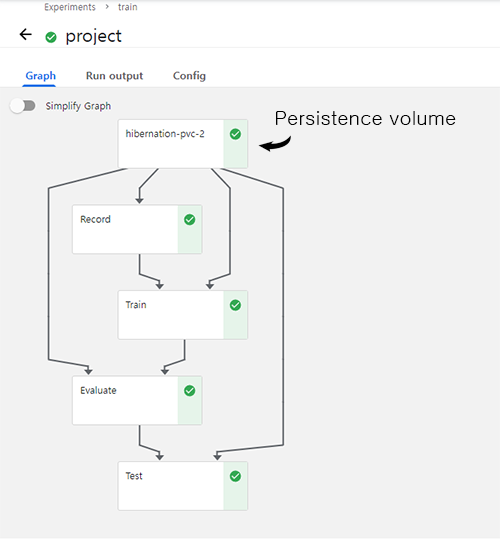 Experiments > train
project
Graph Run output Config
Simplify Graph
hibernation-pvc-2
Persistence volume
Record
Train
Evaluate
Test